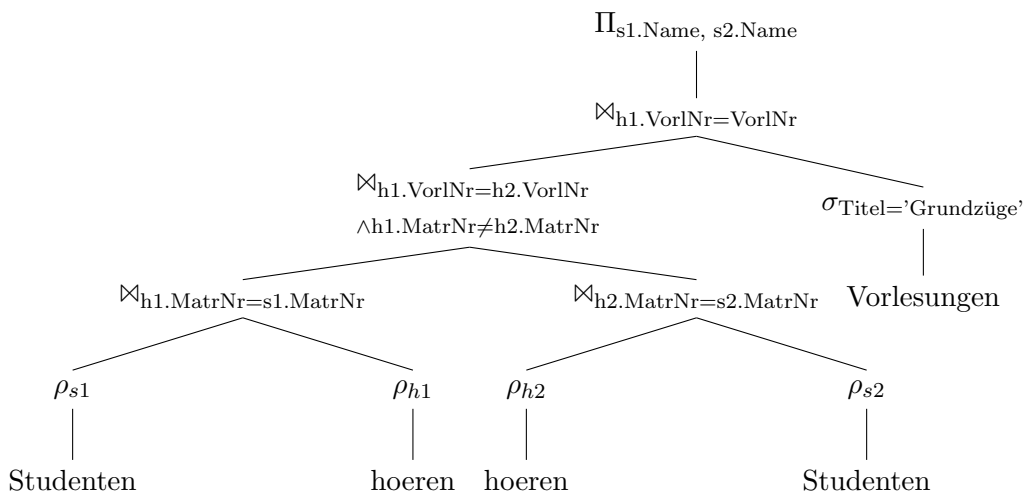 Π s1.Name, s2.Name
⋈ h1.VorlNr=VorlNr
⋈ h1.VorlNr=h2.VorlNr
∧h1.MatrNr≠h2.MatrNr
σ Titel='Grundzüge'
⋈ h1.MatrNr=s1.MatrNr
⋈ h2.MatrNr=s2.MatrNr
Vorlesungen
ρ s1
ρ h1
ρ h2
ρ s2
Studenten
hoeren
hoeren
Studenten